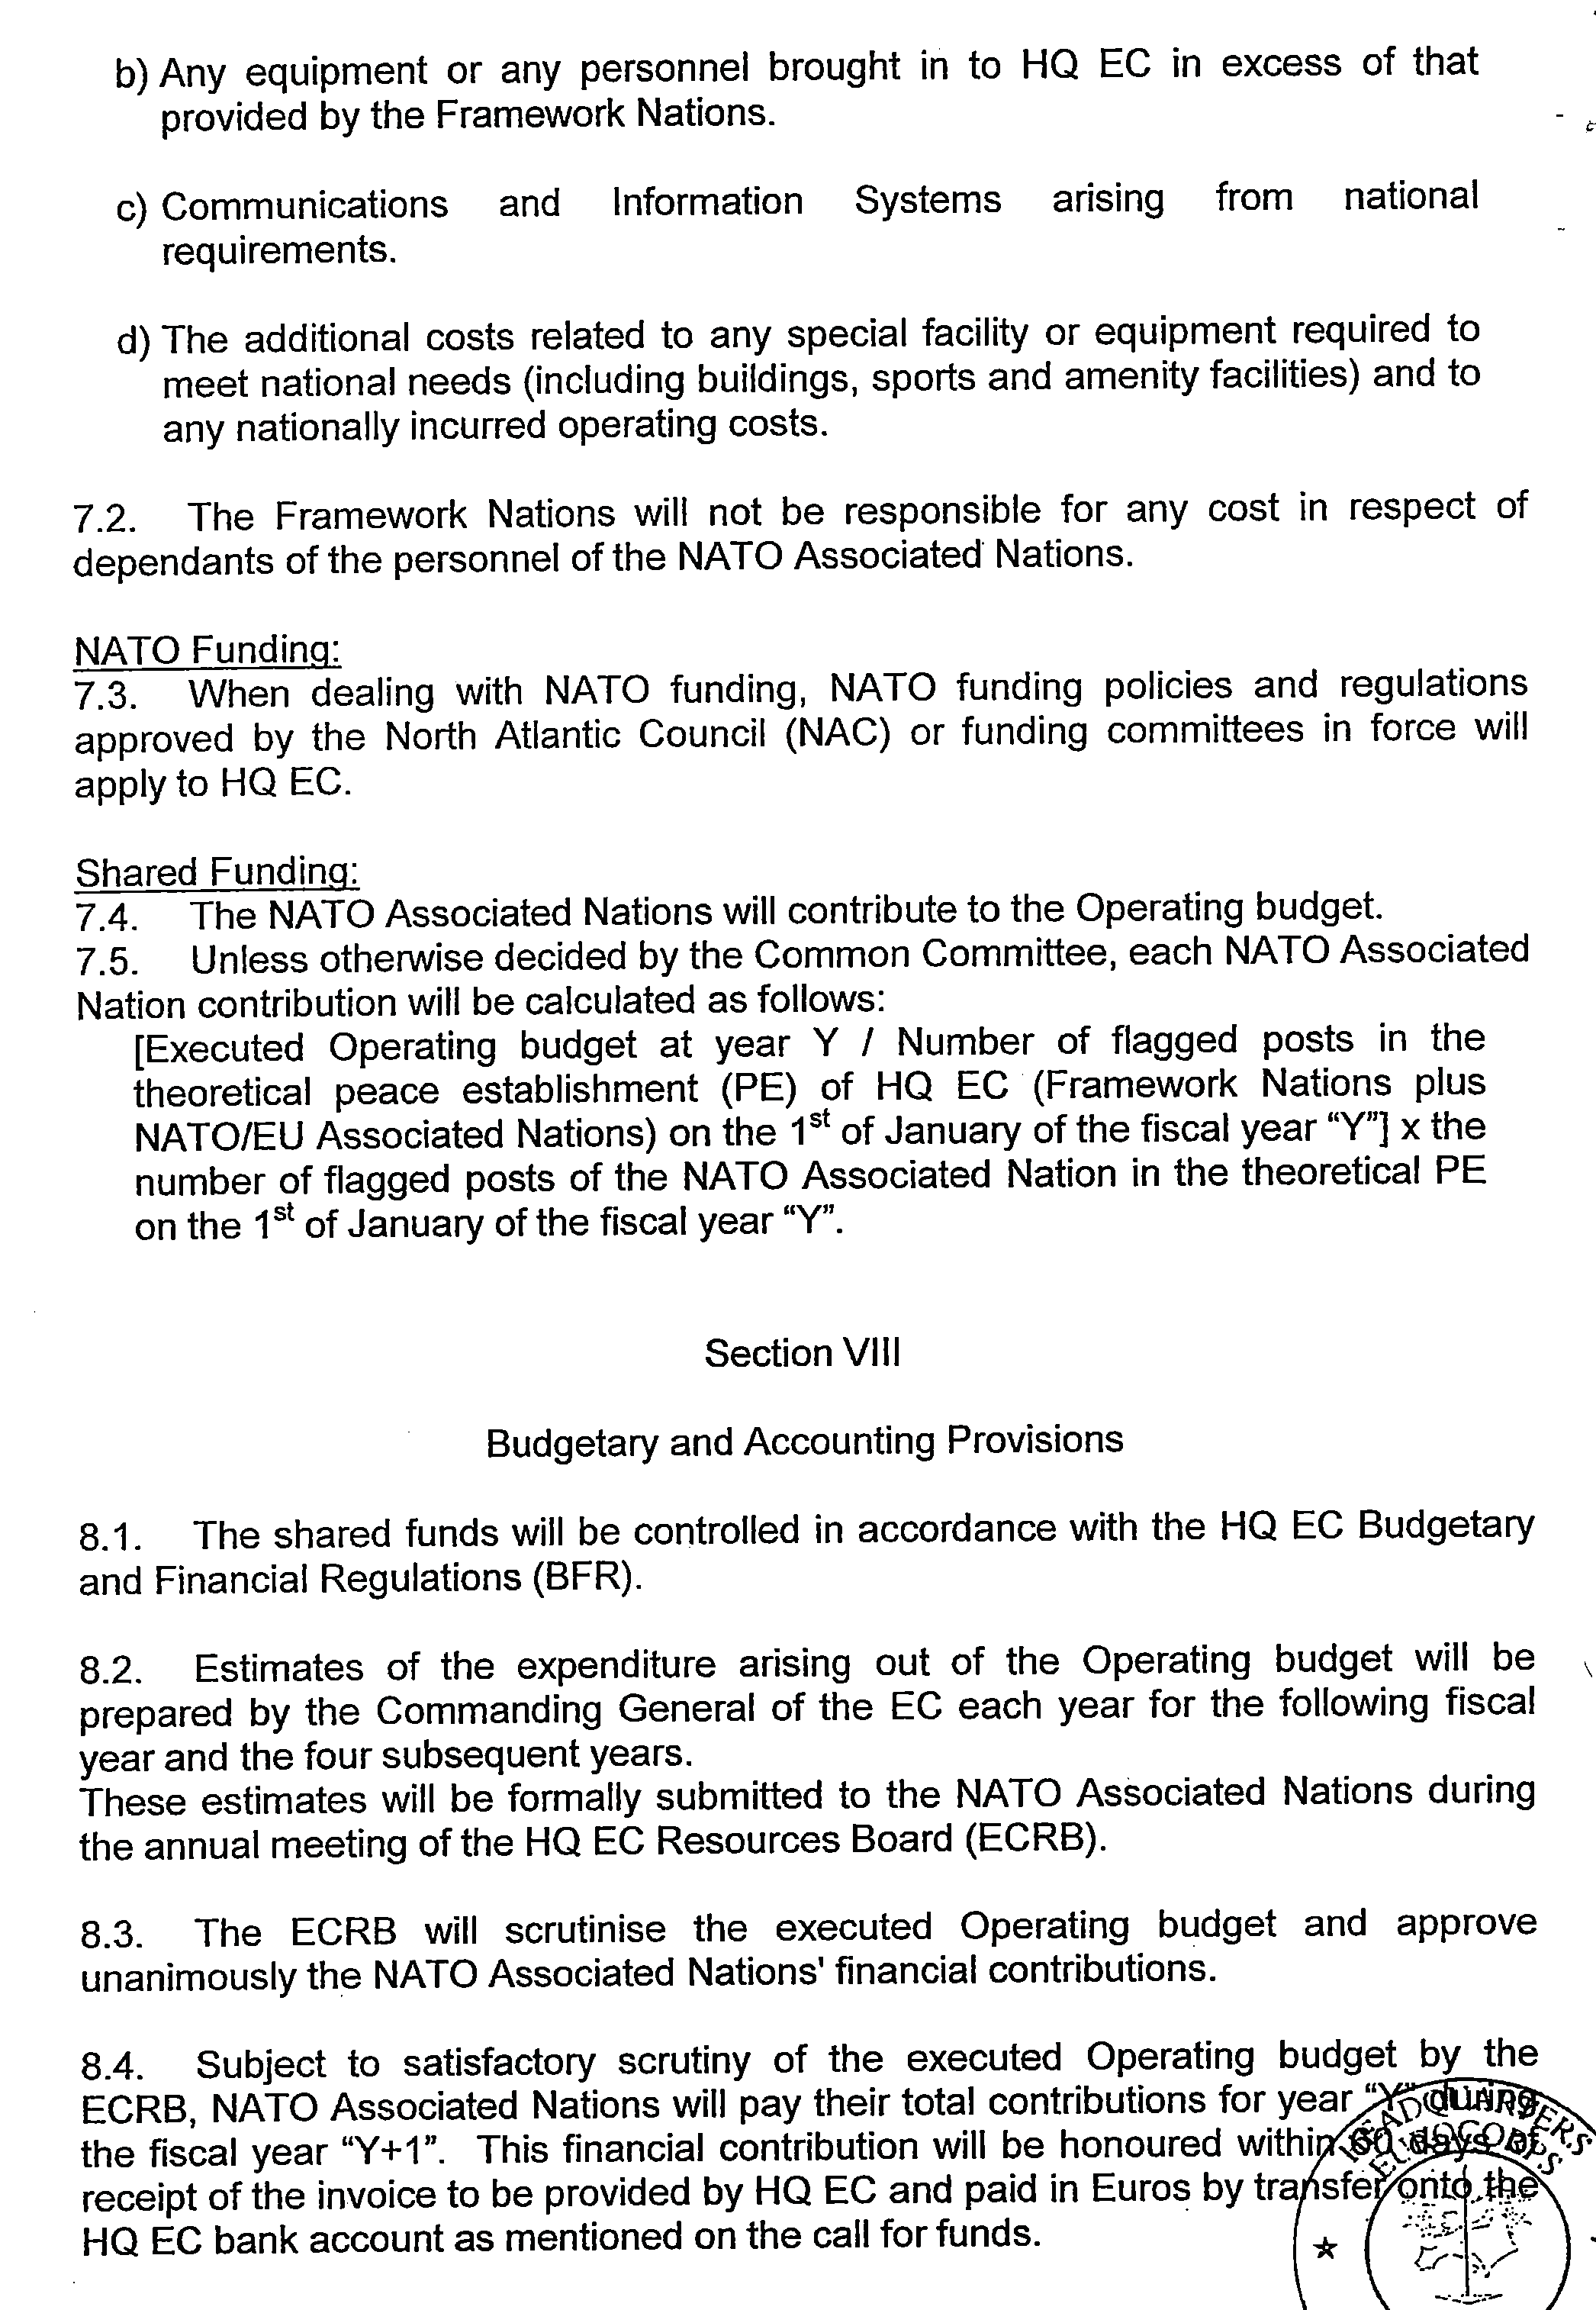 b) Any equipment or any personnel brought in to HQ EC in excess of that
provided by the Framework Nations.
c) Communications and Information Systems arising from national
requirements.
d) The additional costs related to any special facility or equipment required to
meet national needs (including buildings, sports and amenity facilities) and to
any nationally incurred operating costs.
7.2. The Framework Nations will not be responsible for any cost in respect of
dependants of the personnel of the NATO Associated Nations.
NATO Funding:
7.3. When dealing with NATO funding, NATO funding policies and regulations
approved by the North Atlantic Council (NAC) or funding committees in force will
apply to HQ EC.
Shared Funding:
7.4. The NATO Associated Nations will contribute to the Operating budget.
7.5. Unless otherwise decided by the Common Committee, each NATO Associated
Nation contribution will be calculated as follows:
[Executed Operating budget at year Y / Number of flagged posts in the
theoretical peace establishment (PE) of HQ EC (Framework Nations plus
NATO/EU Associated Nations) on the 1st of January of the fiscal year “Y”] x the
number of flagged posts of the NATO Associated Nation in the theoretical PE
on the 1st of January of the fiscal year “Y”.
Section VIII
Budgetary and Accounting Provisions
8.1. The shared funds will be controlled in accordance with the HQ EC Budgetary
and Financial Regulations (BFR).
8.2. Estimates of the expenditure arising out of the Operating budget will be
prepared by the Commanding General of the EC each year for the following fiscal
year and the four subsequent years.
These estimates will be formally submitted to the NATO Associated Nations during
the annual meeting of the HQ EC Resources Board (ECRB).
8.3. The ECRB will scrutinise the executed Operating budget and approve
unanimously the NATO Associated Nations' financial contributions.
8.4. Subject to satisfactory scrutiny of the executed Operating budget by the
ECRB, NATO Associated Nations will pay their total contributions for year “Y” during
the fiscal year “Y+1”. This financial contribution will be honoured within 60 days of
receipt of the invoice to be provided by HQ EC and paid in Euros by transfer onto the
HQ EC bank account as mentioned on the call for funds.
HEADQUARTERS
EUROCORPS